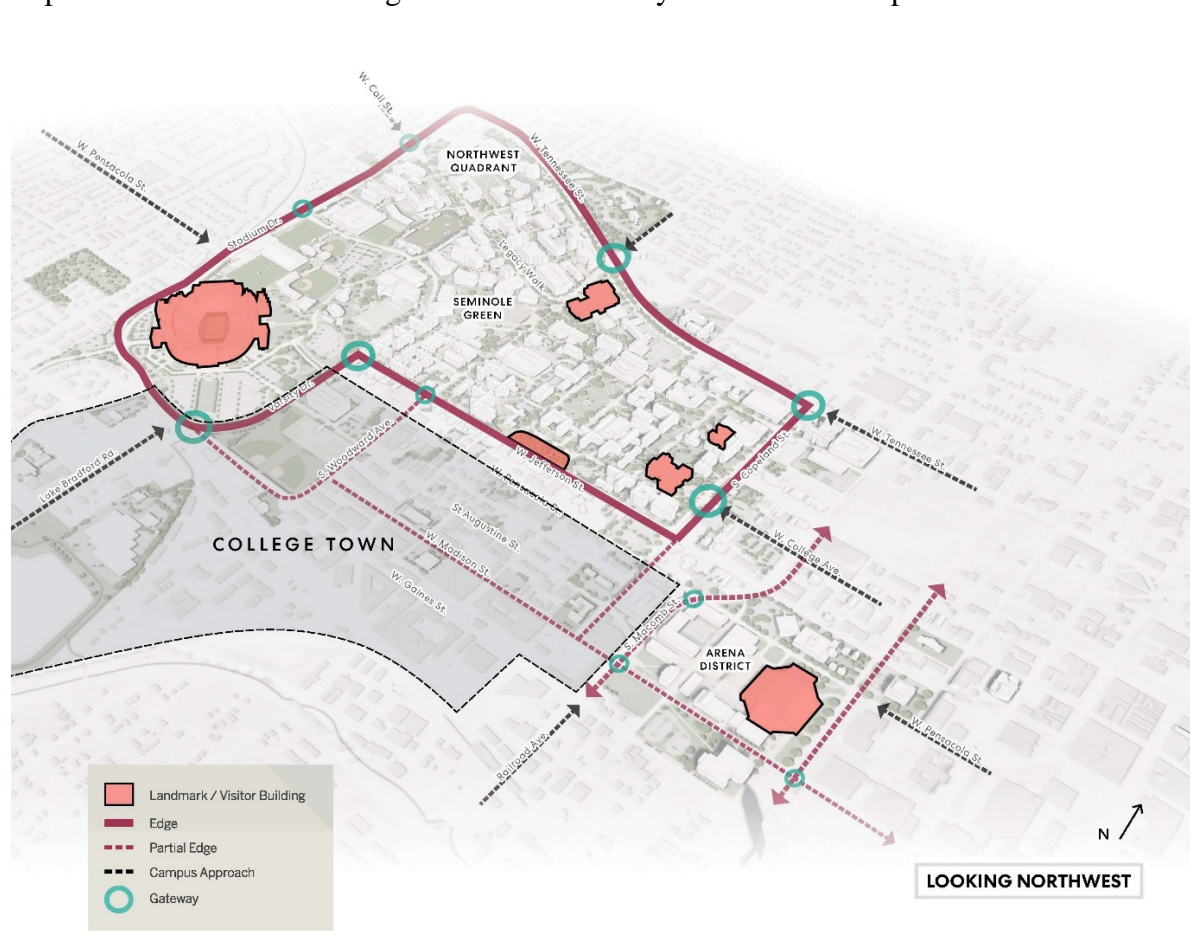 W. Call St.
W. Pensacola St.
NORTHWEST
QUADRANT
W. Tennessee St.
Stadium Dr.
Legacy Walk
SEMINOLE
GREEN
Varsity Dr.
S. Woodward Ave.
W. Jefferson St.
W. Pensacola St.
S. Copeland St.
W. Tennessee St.
Lake Bradford Rd.
COLLEGE TOWN
St Augustine St.
W. Madison St.
W. Gaines St.
W. College Ave.
S. Macomb St.
ARENA
DISTRICT
Railroad Ave.
W. Pensacola St.
Landmark / Visitor Building
Edge
Partial Edge
Campus Approach
Gateway
N
LOOKING NORTHWEST